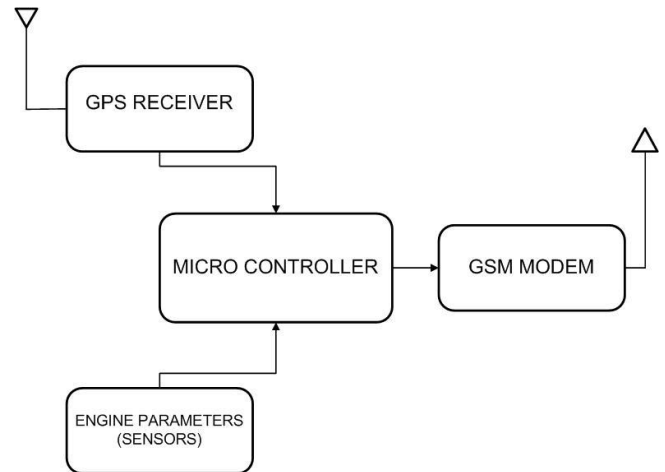 GPS RECEIVER
MICRO CONTROLLER
GSM MODEM
ENGINE PARAMETERS
(SENSORS)